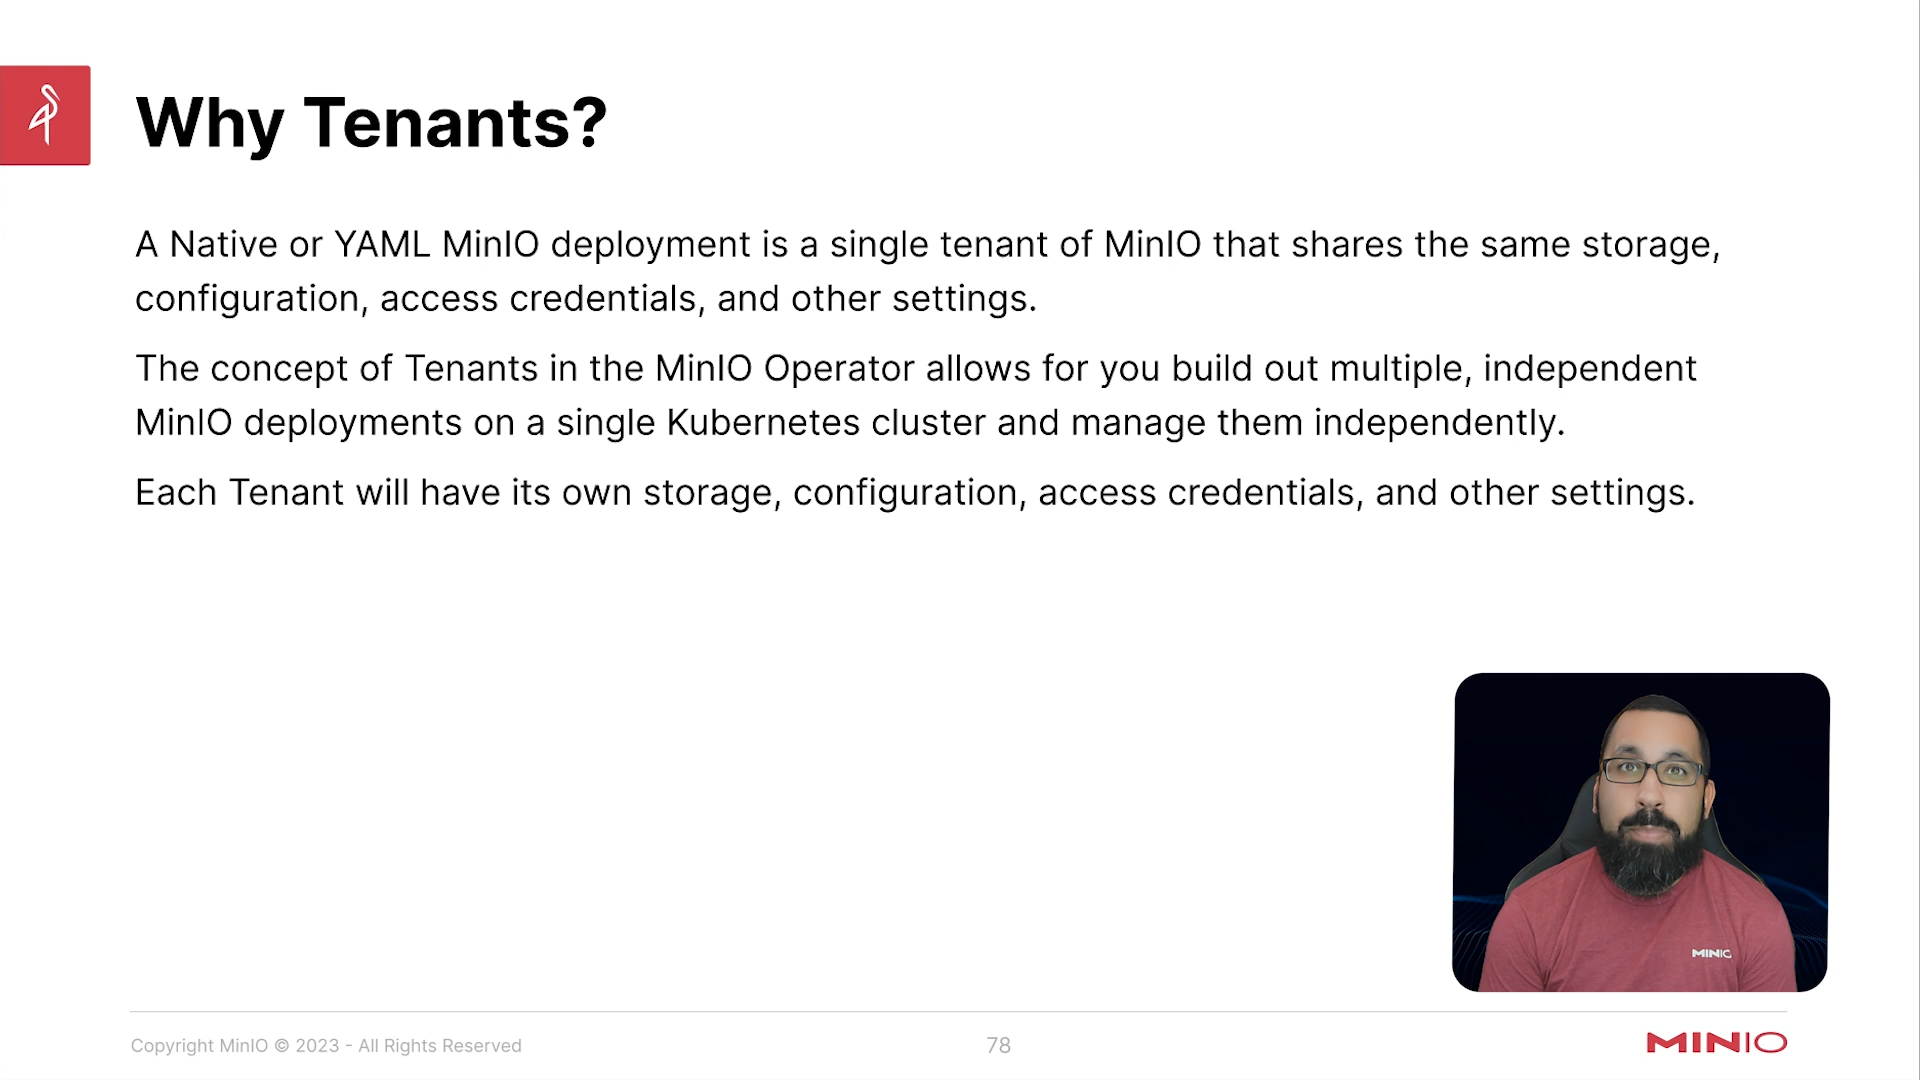 Why Tenants?
A Native or YAML MinIO deployment is a single tenant of MinIO that shares the same storage,
configuration, access credentials, and other settings.
The concept of Tenants in the MinIO Operator allows for you build out multiple, independent
MinIO deployments on a single Kubernetes cluster and manage them independently.
Each Tenant will have its own storage, configuration, access credentials, and other settings.
MINIO
Copyright MinIO © 2023 - All Rights Reserved
78
MINIO